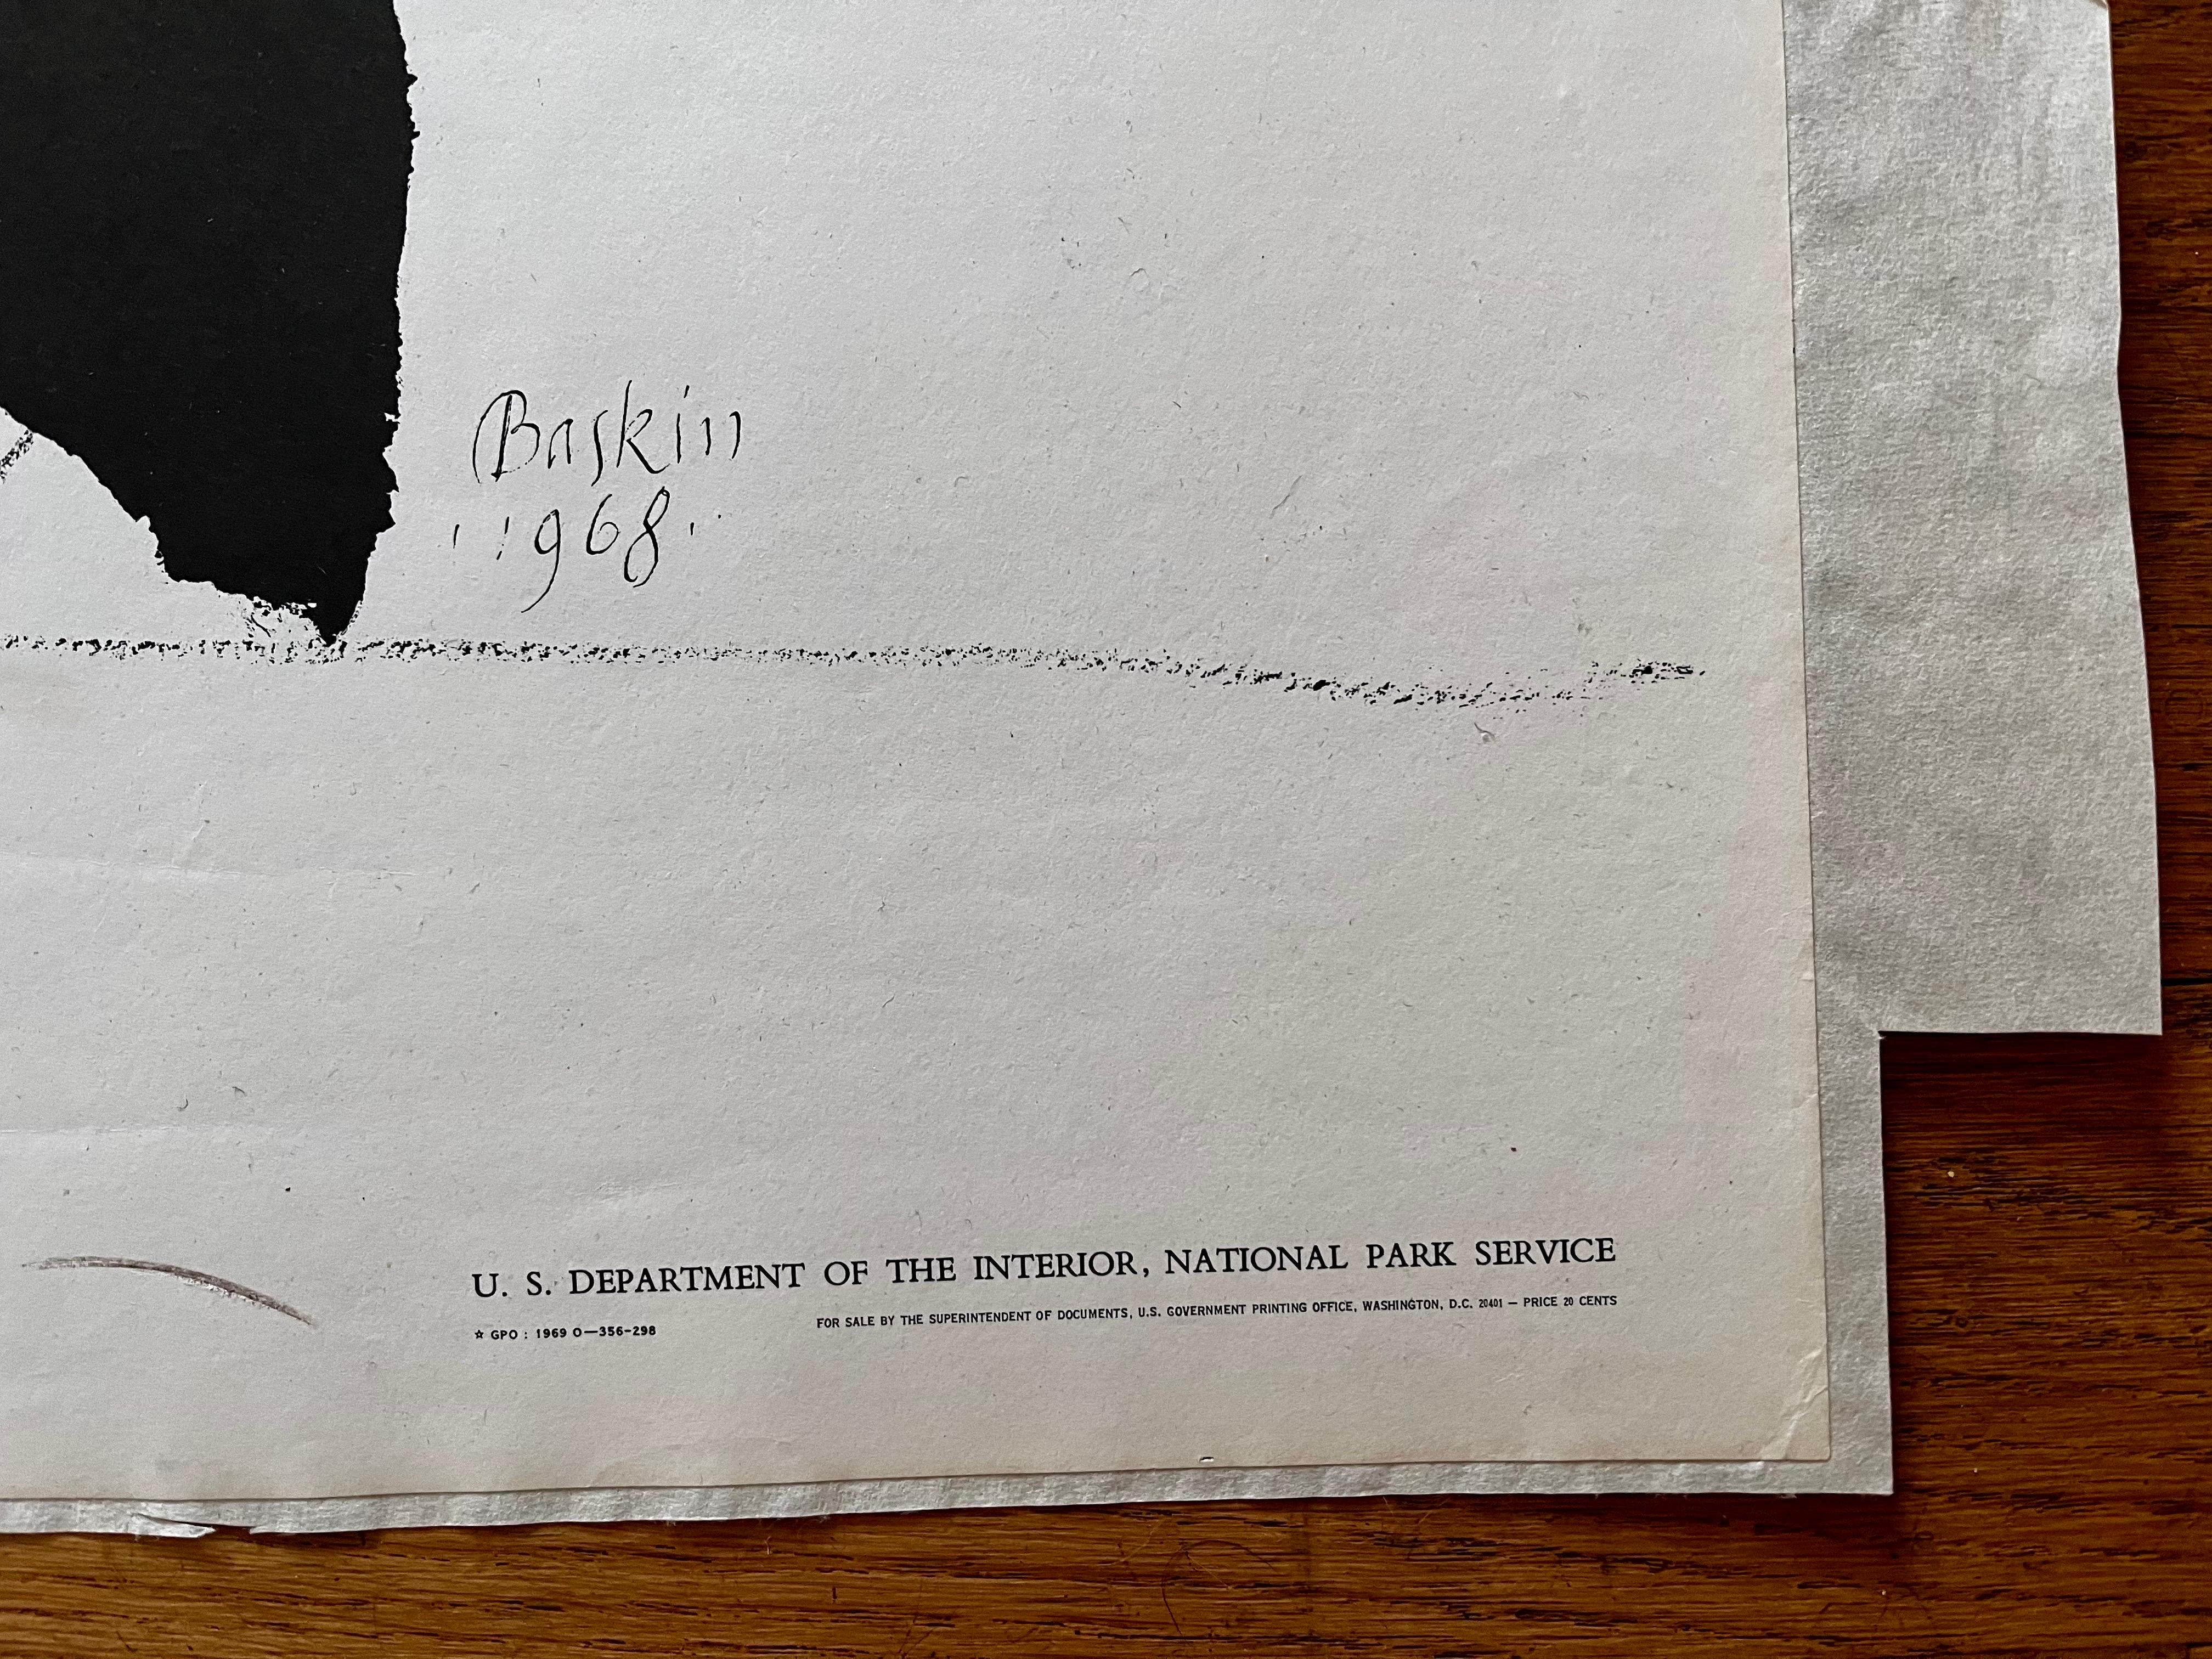 Baskin
1968
U. S. DEPARTMENT OF THE INTERIOR, NATIONAL PARK SERVICE
FOR SALE BY THE SUPERINTENDENT OF DOCUMENTS, U.S. GOVERNMENT PRINTING OFFICE, WASHINGTON, D.C. 20401 — PRICE 20 CENTS
☆ GPO : 1969 O—356-298